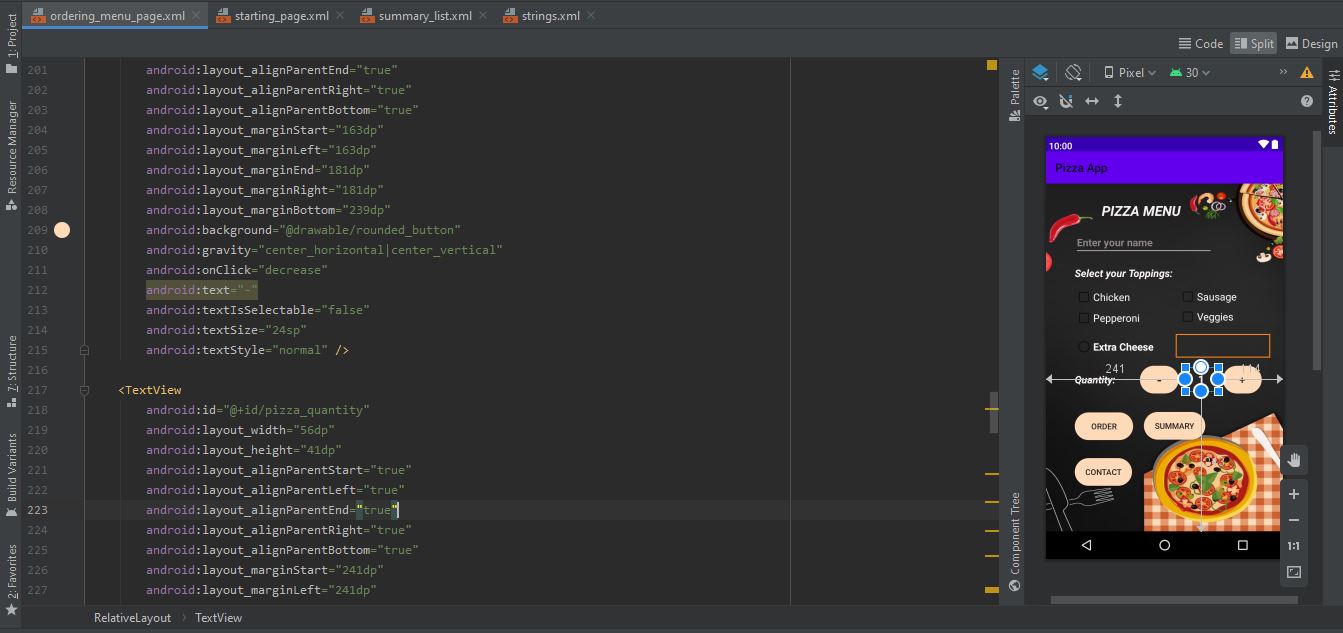 ordering_menu_page.xml
starting_page.xml
summary_list.xml
strings.xml
Code
Split
Design
1: Project
Resource Manager
7: Structure
Build Variants
2: Favorites
201 android:layout_alignParentEnd="true"
202 android:layout_alignParentRight="true"
203 android:layout_alignParentBottom="true"
204 android:layout_marginStart="163dp"
205 android:layout_marginLeft="163dp"
206 android:layout_marginEnd="181dp"
207 android:layout_marginRight="181dp"
208 android:layout_marginBottom="239dp"
209 android:background="@drawable/rounded_button"
210 android:gravity="center_horizontal|center_vertical"
211 android:onClick="decrease"
212 android:text="-"
213 android:textIsSelectable="false"
214 android:textSize="24sp"
215 android:textStyle="normal" />
216
217 <TextView
218 android:id="@+id/pizza_quantity"
219 android:layout_width="56dp"
220 android:layout_height="41dp"
221 android:layout_alignParentStart="true"
222 android:layout_alignParentLeft="true"
223 android:layout_alignParentEnd="true"
224 android:layout_alignParentRight="true"
225 android:layout_alignParentBottom="true"
226 android:layout_marginStart="241dp"
227 android:layout_marginLeft="241dp"
RelativeLayout
TextView
Palette
Component Tree
Pixel
30
Attributes
10:00
Pizza App
PIZZA MENU
Enter your name
Select your Toppings:
Chicken
Sausage
Pepperoni
Veggies
Extra Cheese
241
114
Quantity:
-
1
+
ORDER
SUMMARY
CONTACT
1:1